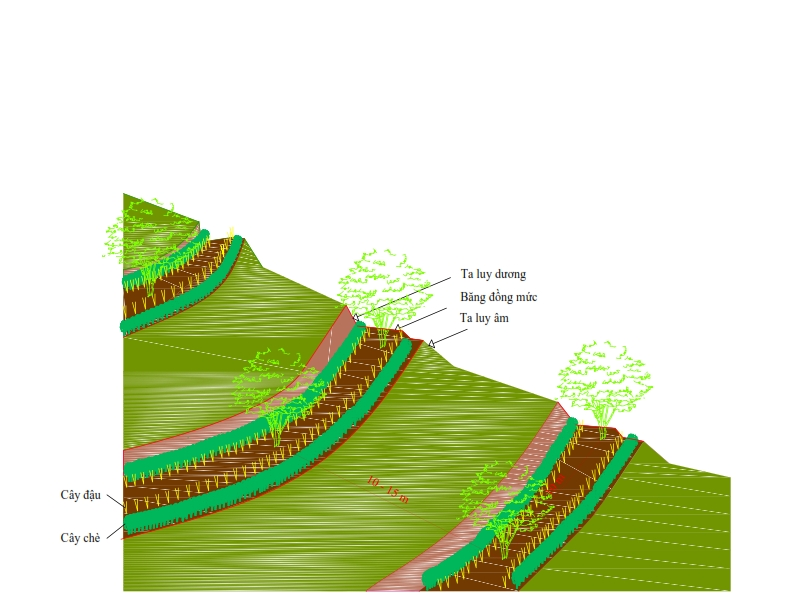 Ta luy dương
Băng đồng mức
Ta luy âm
10 - 15 m
Cây đậu
Cây chè